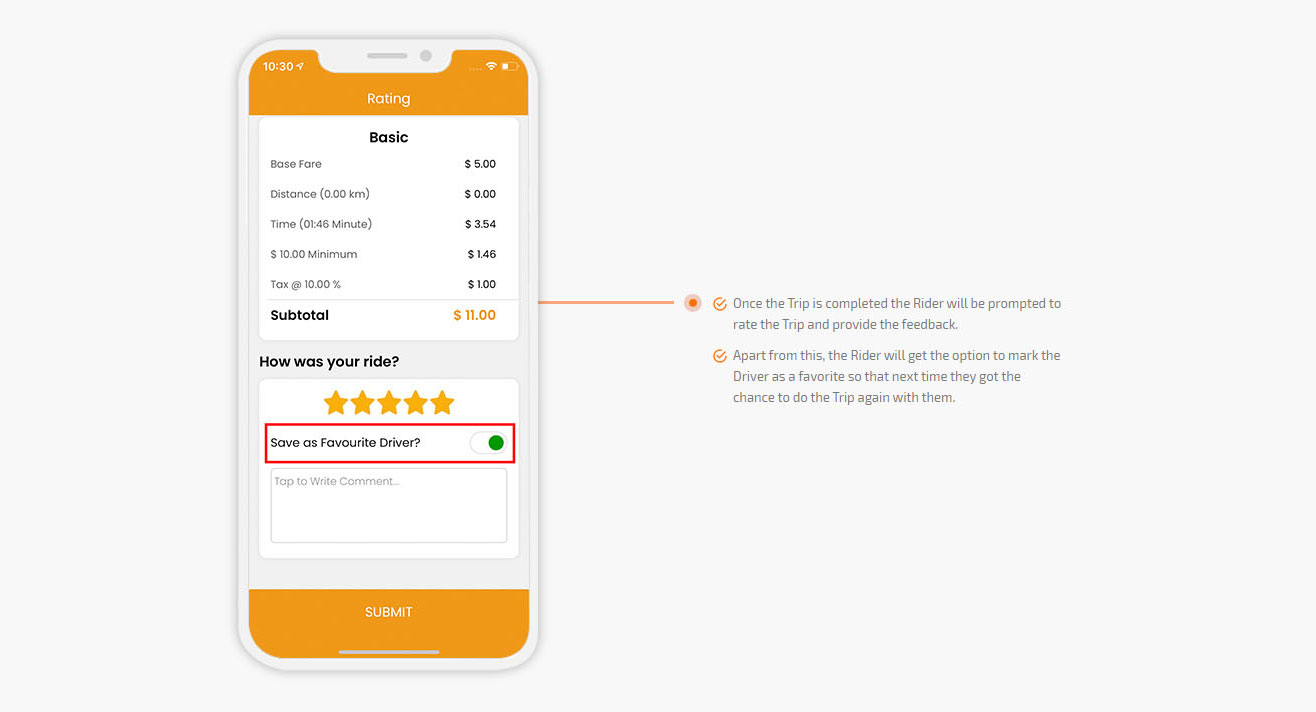 10:30
Rating
Basic
Base Fare $ 5.00
Distance (0.00 km) $ 0.00
Time (01:46 Minute) $ 3.54
$ 10.00 Minimum $ 1.46
Tax @ 10.00 % $ 1.00
Subtotal $ 11.00
How was your ride?
Save as Favourite Driver?
Tap to Write Comment...
SUBMIT
Once the Trip is completed the Rider will be prompted to
rate the Trip and provide the feedback.
Apart from this, the Rider will get the option to mark the
Driver as a favorite so that next time they got the
chance to do the Trip again with them.